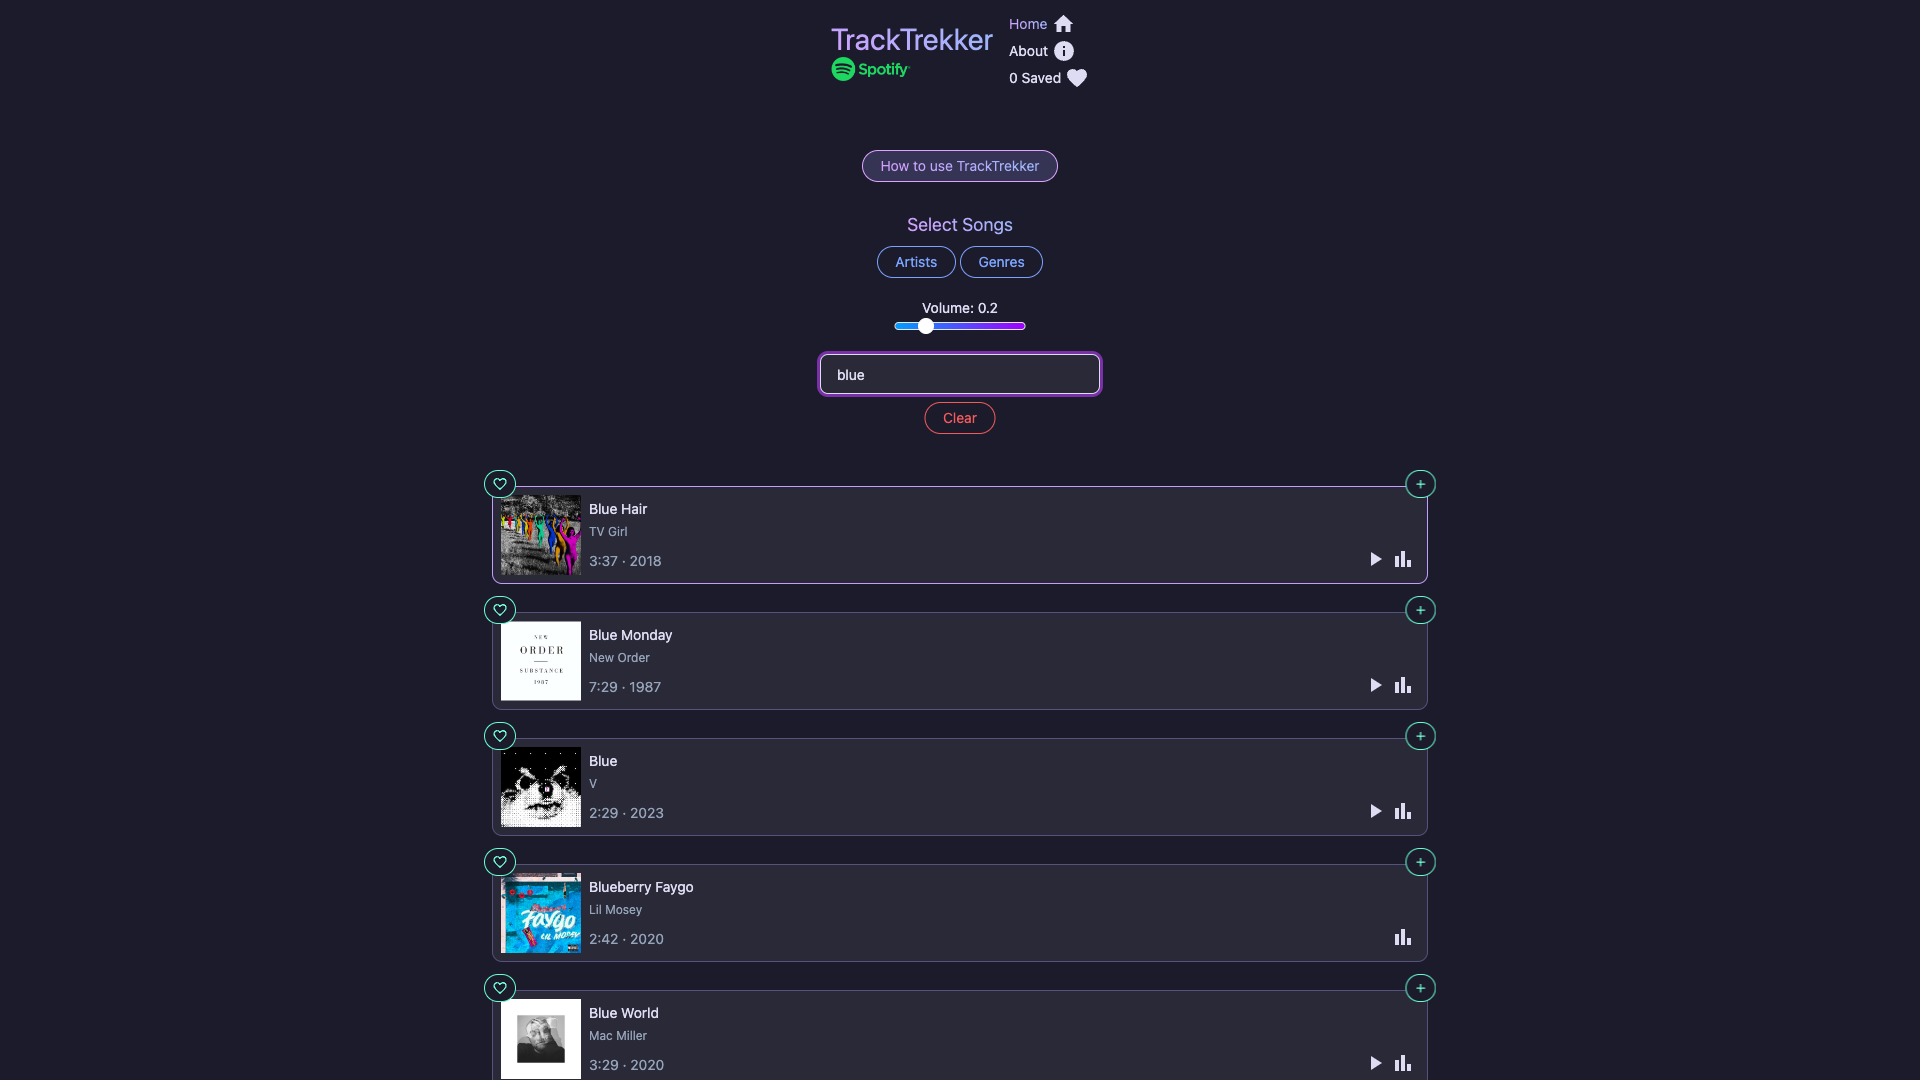 TrackTrekker
Spotify
Home
About
0 Saved
How to use TrackTrekker
Select Songs
Artists
Genres
Volume: 0.2
blue
Clear
Blue Hair
TV Girl
3:37 · 2018
NEW
ORDER
SUBSTANCE
1987
Blue Monday
New Order
7:29 · 1987
Blue
V
2:29 · 2023
Faygo
LIL MOSEY
Blueberry Faygo
Lil Mosey
2:42 · 2020
Blue World
Mac Miller
3:29 · 2020